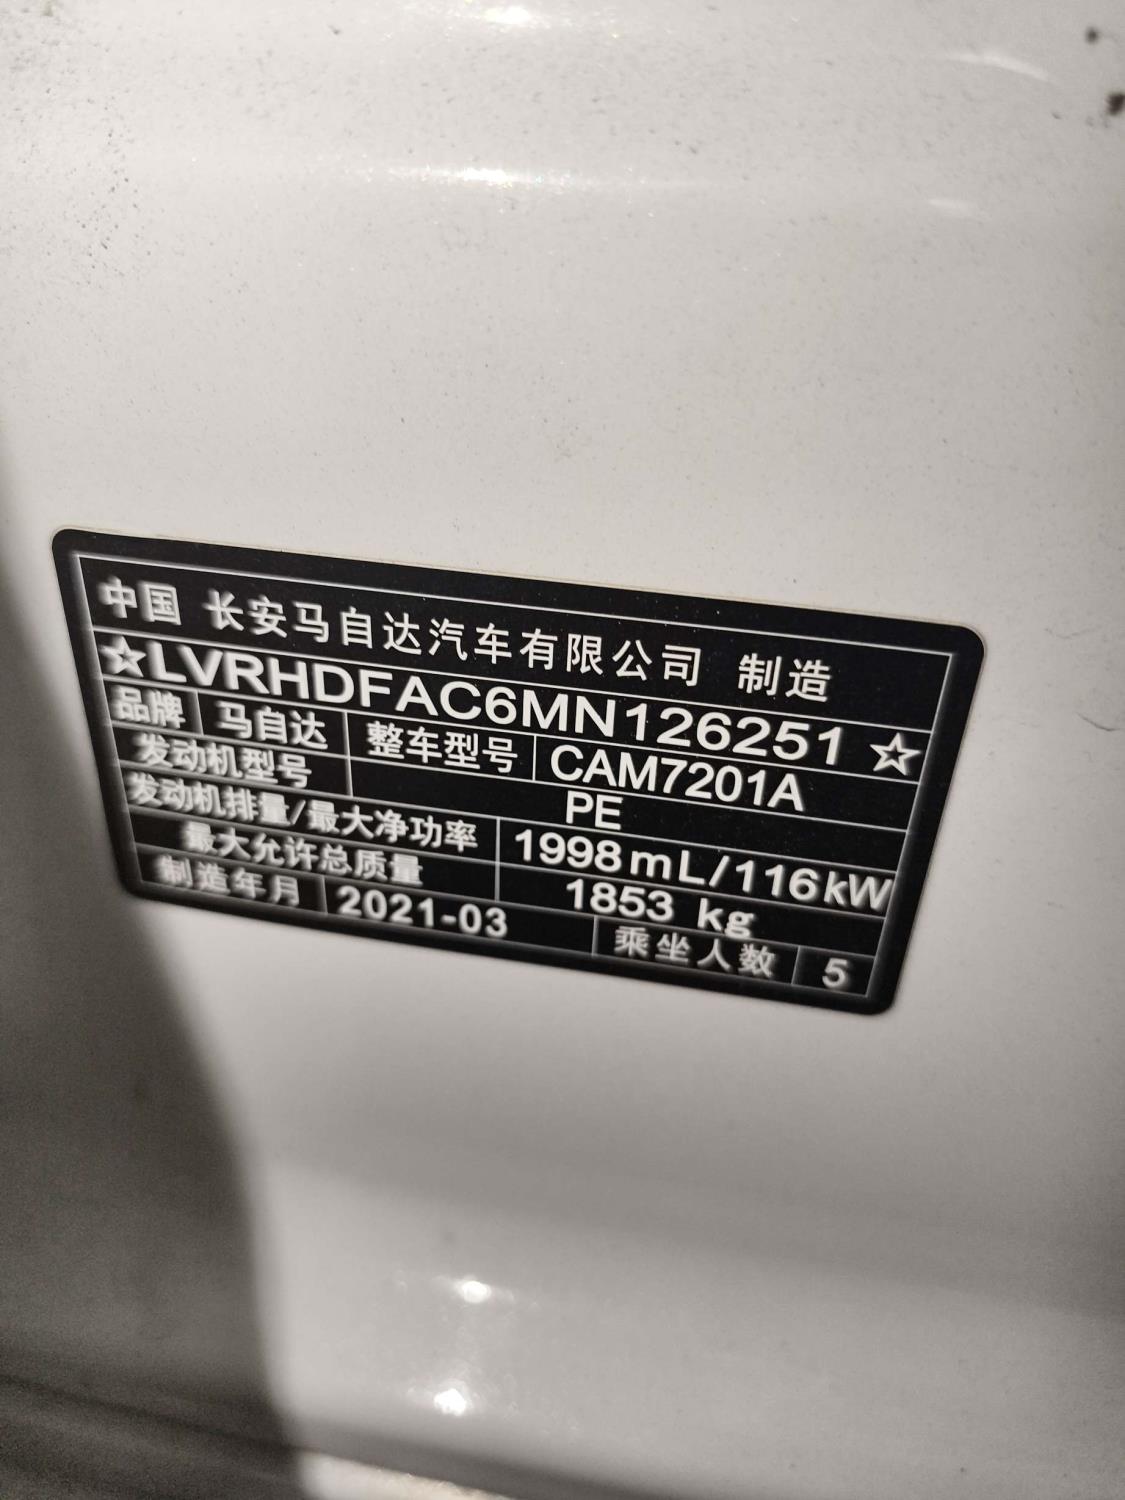 中国 长安马自达汽车有限公司 制造
☆LVRHDFAC6MN126251☆
品牌 马自达 整车型号 CAM7201A
发动机型号 PE
发动机排量/最大净功率 1998mL/116kW
最大允许总质量 1853 kg
制造年月 2021-03 乘坐人数 5